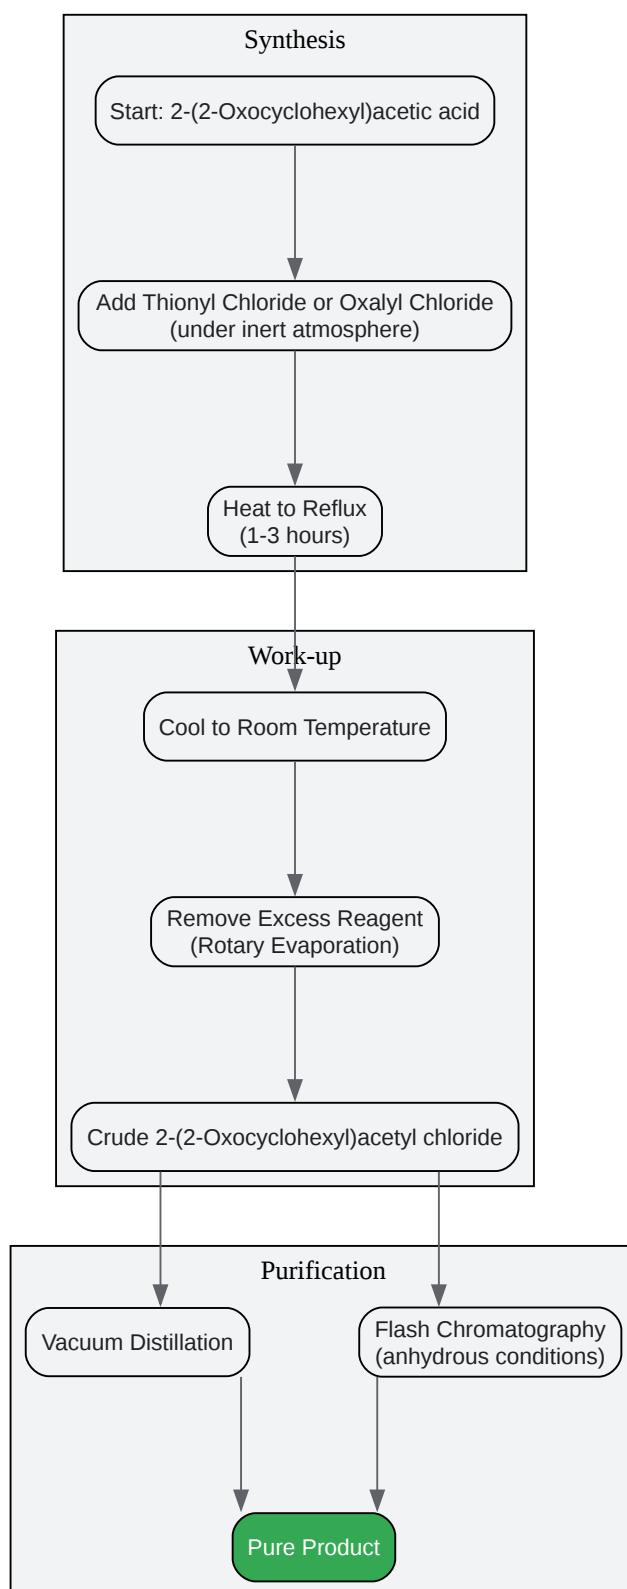 Synthesis
Start: 2-(2-Oxocyclohexyl)acetic acid
Add Thionyl Chloride or Oxalyl Chloride
(under inert atmosphere)
Heat to Reflux
(1-3 hours)
Work-up
Cool to Room Temperature
Remove Excess Reagent
(Rotary Evaporation)
Crude 2-(2-Oxocyclohexyl)acetyl chloride
Purification
Vacuum Distillation
Flash Chromatography
(anhydrous conditions)
Pure Product